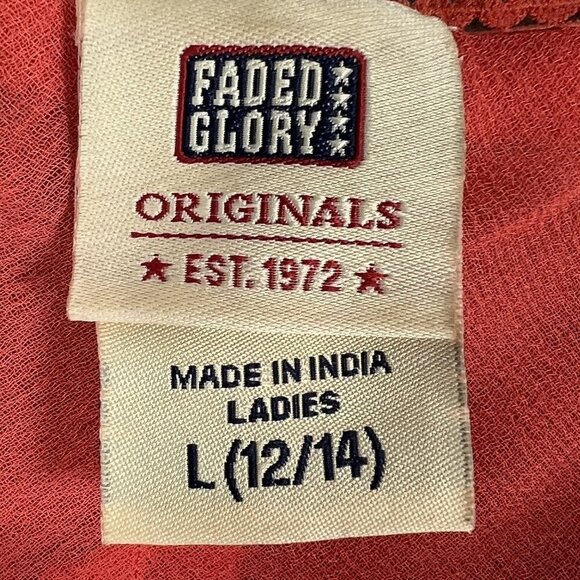 FADED
GLORY
ORIGINALS
★ EST. 1972 ★
MADE IN INDIA
LADIES
L (12/14)